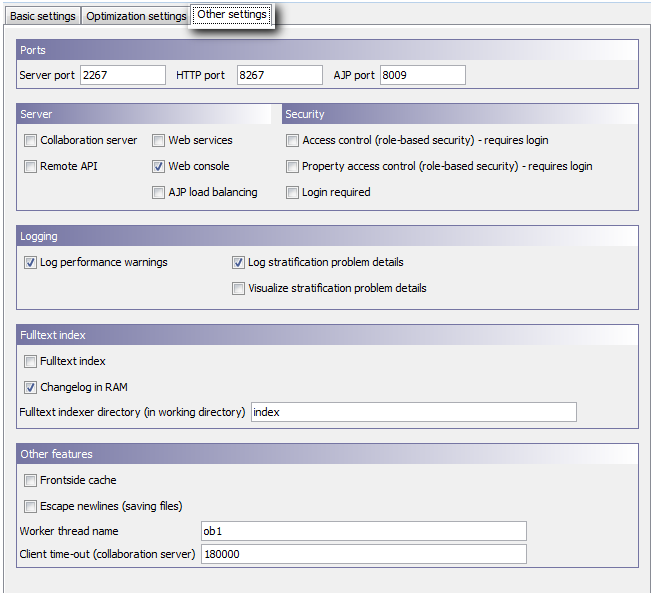 Basic settings Optimization settings Other settings
Ports
Server port 2267 HTTP port 8267 AJP port 8009
Server Security
Collaboration server Web services Access control (role-based security) - requires login
Remote API Web console Property access control (role-based security) - requires login
AJP load balancing Login required
Logging
Log performance warnings Log stratification problem details
Visualize stratification problem details
Fulltext index
Fulltext index
Changelog in RAM
Fulltext indexer directory (in working directory) index
Other features
Frontside cache
Escape newlines (saving files)
Worker thread name ob1
Client time-out (collaboration server) 180000